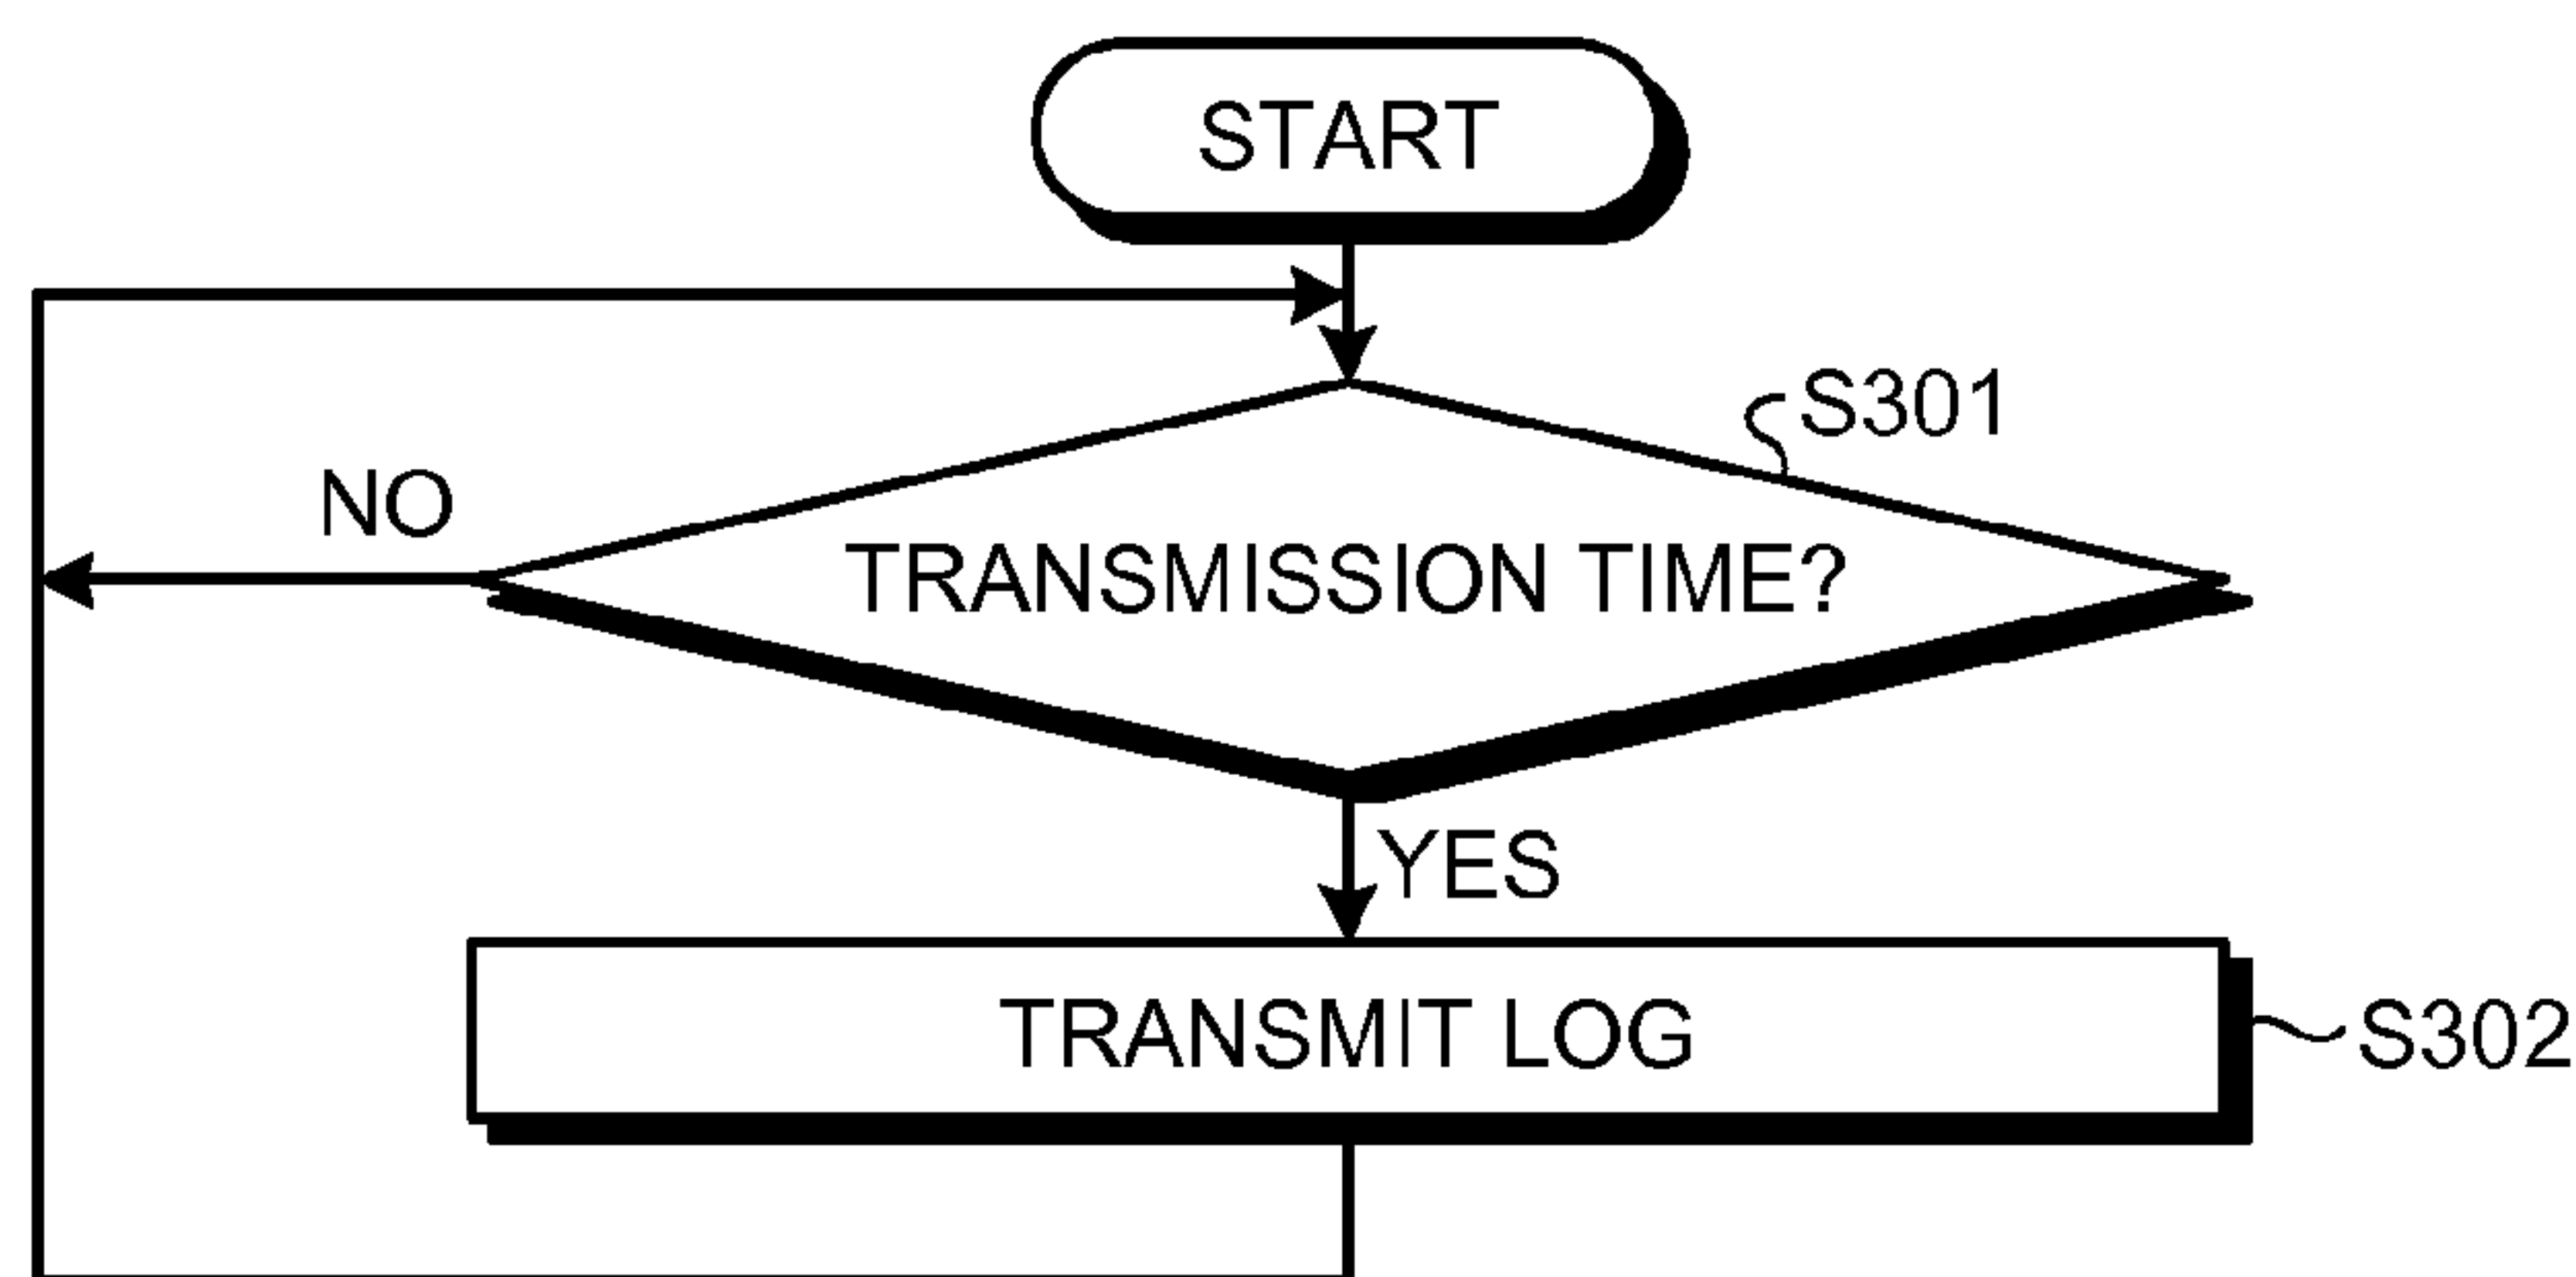 START
S301
NO
TRANSMISSION TIME?
YES
TRANSMIT LOG
S302